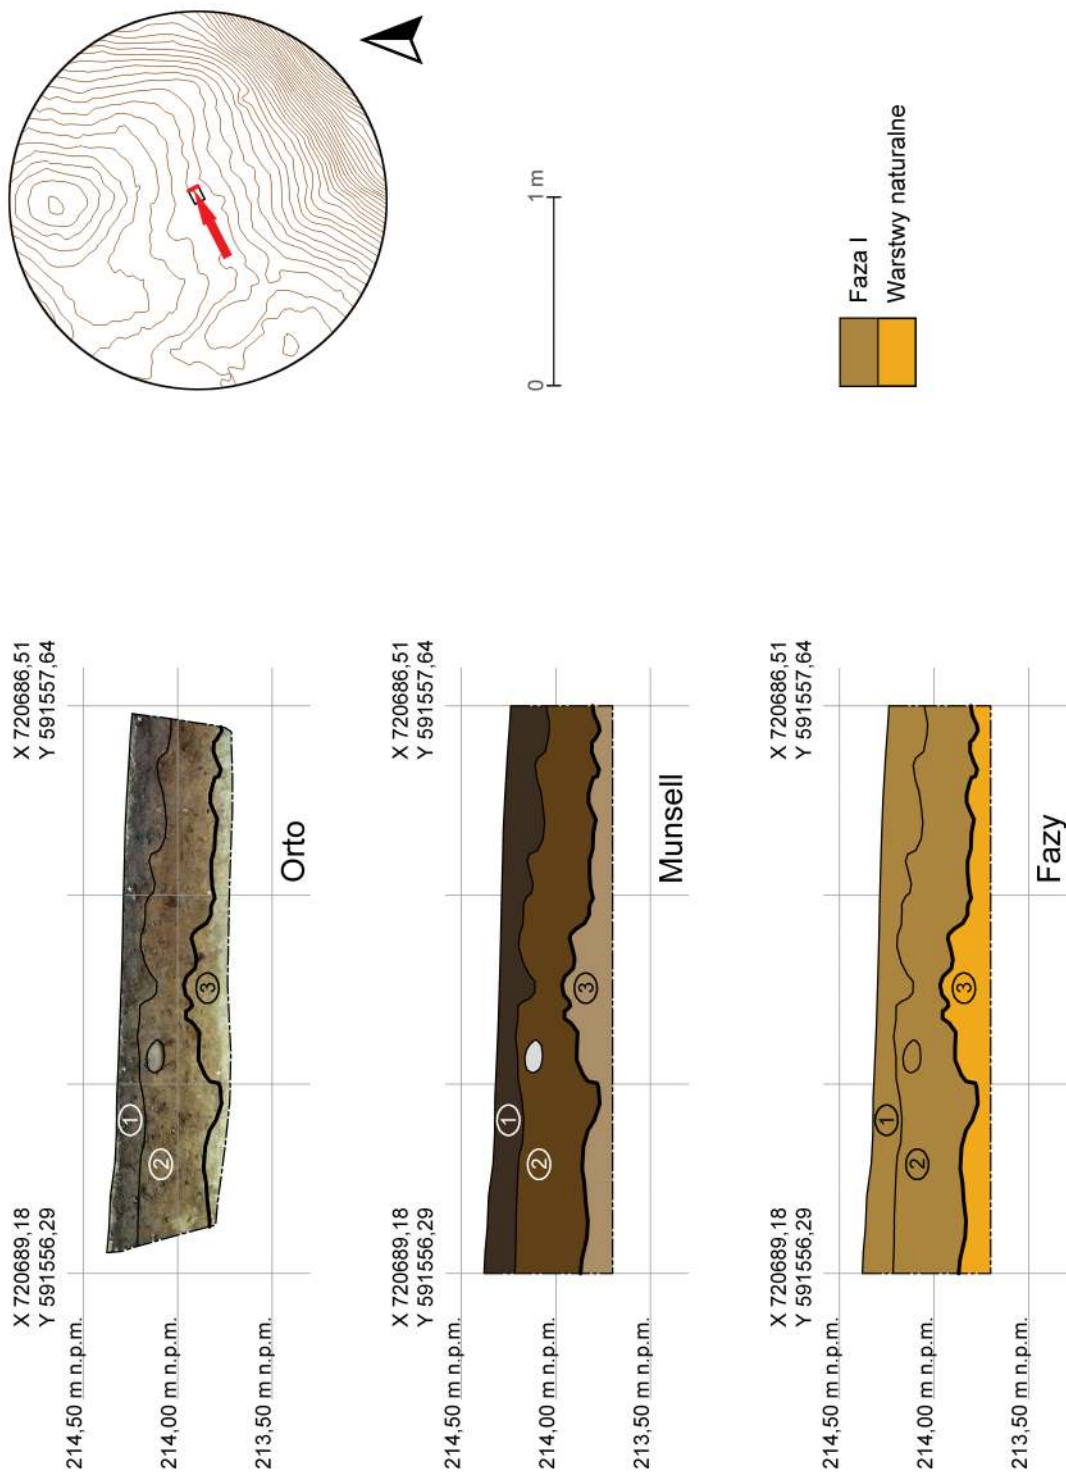 X 720689,18
Y 591556,29
X 720686,51
Y 591557,64
214,50 m n.p.m.
214,00 m n.p.m.
213,50 m n.p.m.
1
2
3
Orto
X 720689,18
Y 591556,29
X 720686,51
Y 591557,64
214,50 m n.p.m.
214,00 m n.p.m.
213,50 m n.p.m.
1
2
3
Munsell
X 720689,18
Y 591556,29
X 720686,51
Y 591557,64
214,50 m n.p.m.
214,00 m n.p.m.
213,50 m n.p.m.
1
2
3
Fazy
0 1 m
Faza I
Warstwy naturalne